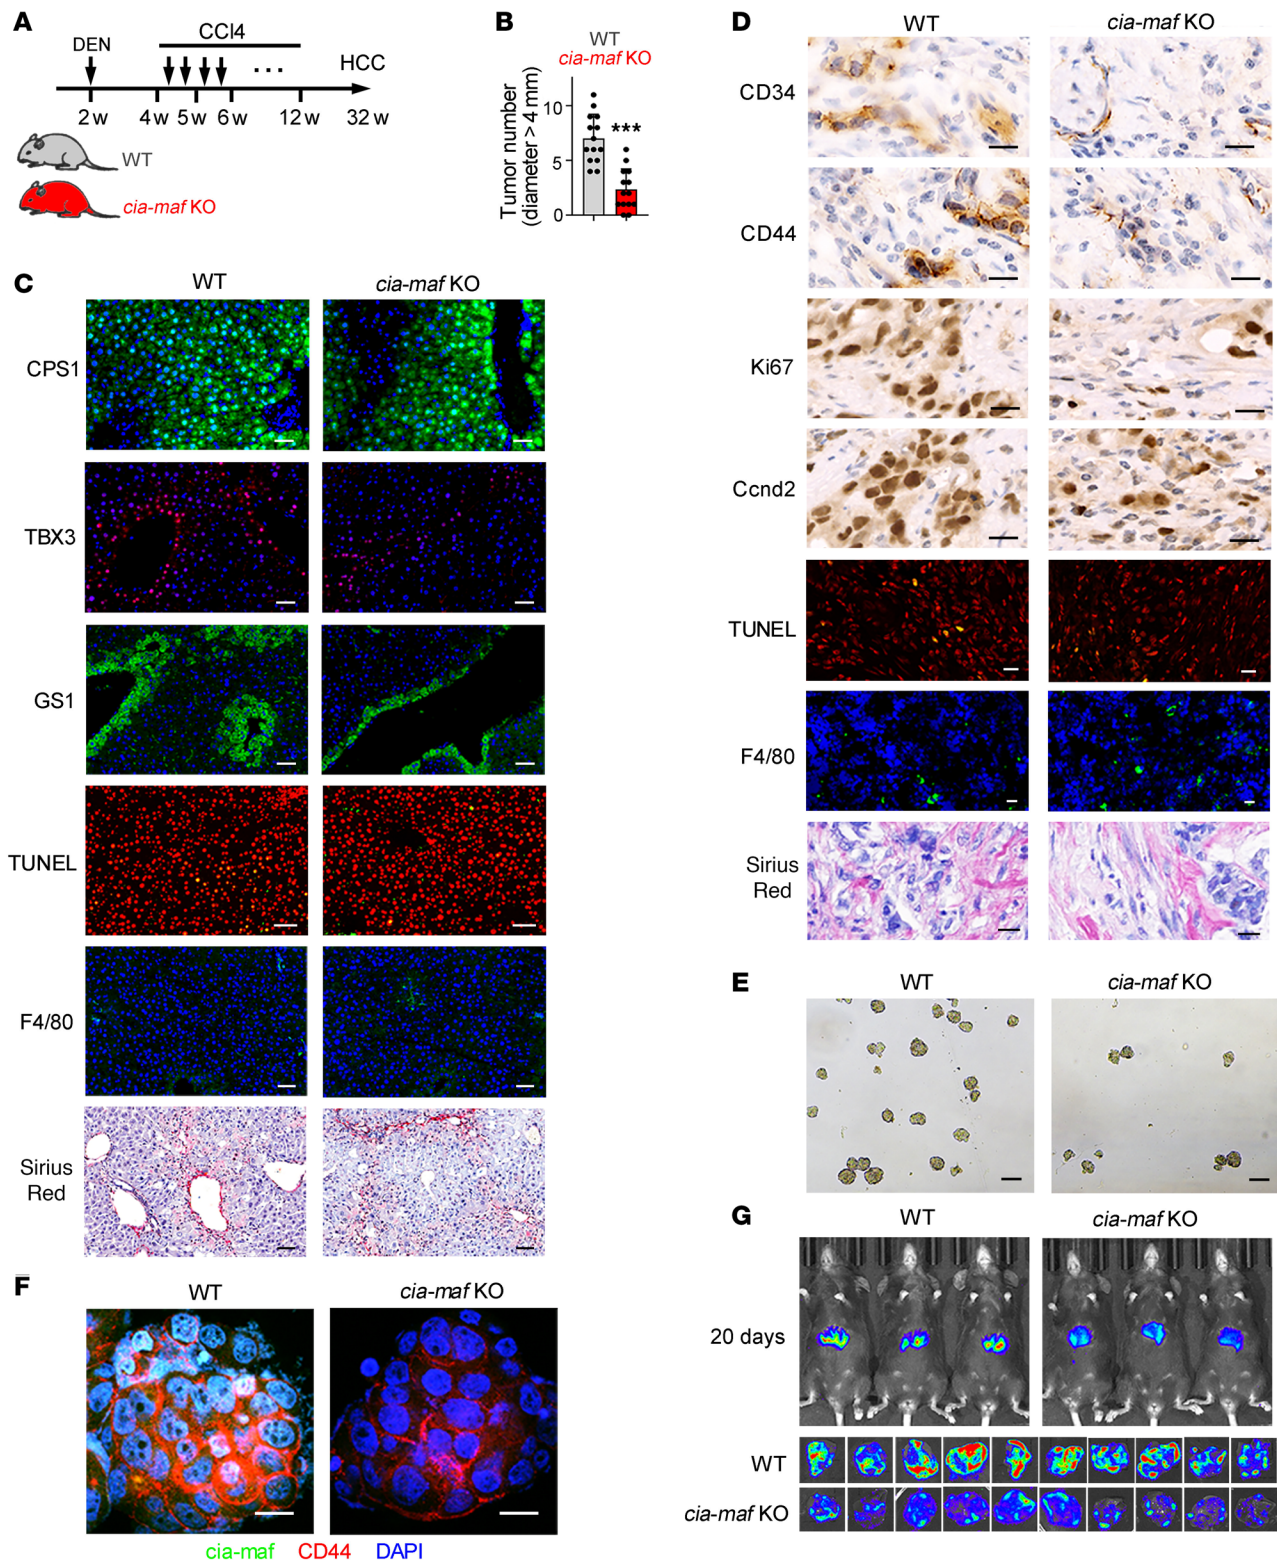 A
DEN
CCl4
HCC
2 w
4 w
5 w
6 w
12 w
32 w
WT
cia-maf KO
B
WT
cia-maf KO
Tumor number
(diameter > 4 mm)
10
5
0
***
C
WT
cia-maf KO
CPS1
TBX3
GS1
TUNEL
F4/80
Sirius
Red
D
WT
cia-maf KO
CD34
CD44
Ki67
Ccnd2
TUNEL
F4/80
Sirius
Red
E
WT
cia-maf KO
F
WT
cia-maf KO
cia-maf CD44 DAPI
G
WT
cia-maf KO
20 days
WT
cia-maf KO